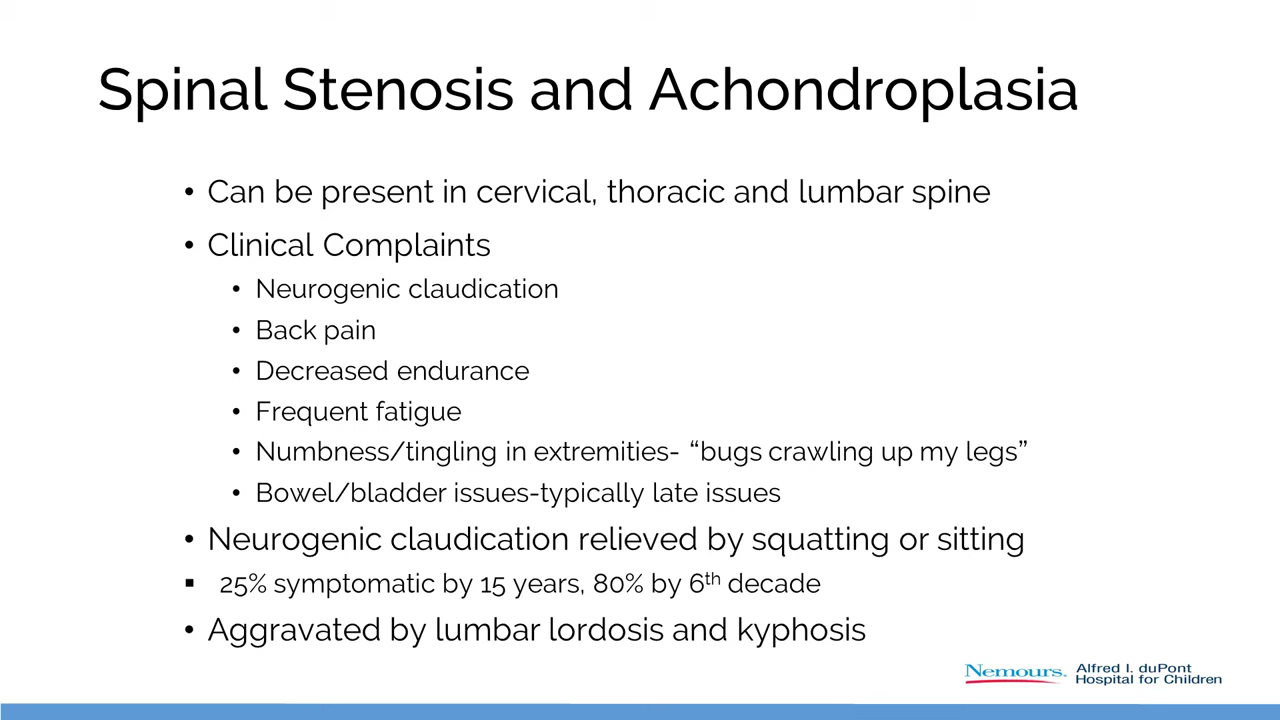 Spinal Stenosis and Achondroplasia
• Can be present in cervical, thoracic and lumbar spine
• Clinical Complaints
• Neurogenic claudication
• Back pain
• Decreased endurance
• Frequent fatigue
• Numbness/tingling in extremities- “bugs crawling up my legs”
• Bowel/bladder issues-typically late issues
• Neurogenic claudication relieved by squatting or sitting
▪ 25% symptomatic by 15 years, 80% by 6th decade
• Aggravated by lumbar lordosis and kyphosis
Nemours. Alfred I. duPont
Hospital for Children